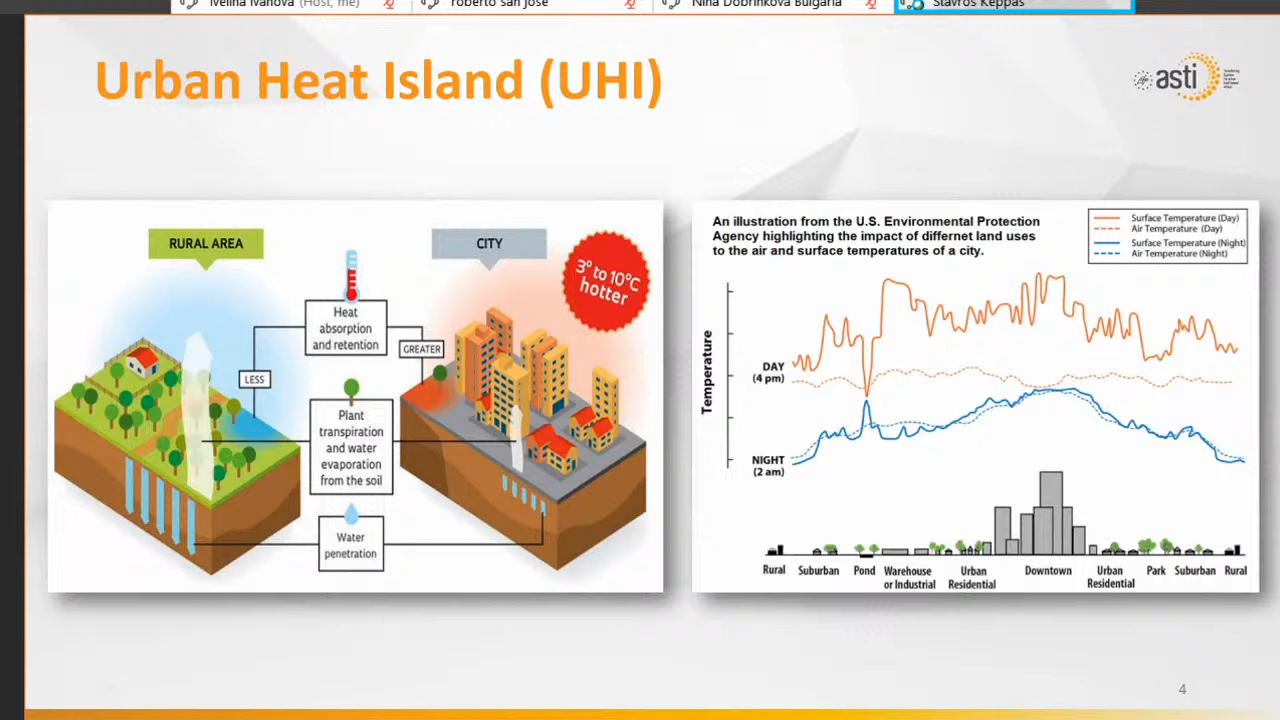 Ivelina Ivanova (Host, me)
roberto san jose
Nina Dobrinkova Bulgaria
Stavros Keppas
Urban Heat Island (UHI)
asti
RURAL AREA
CITY
3° to 10°C
hotter
Heat
absorption
and retention
LESS
GREATER
Plant
transpiration
and water
evaporation
from the soil
Water
penetration
An illustration from the U.S. Environmental Protection
Agency highlighting the impact of differnet land uses
to the air and surface temperatures of a city.
Surface Temperature (Day)
Air Temperature (Day)
Surface Temperature (Night)
Air Temperature (Night)
Temperature
DAY
(4 pm)
NIGHT
(2 am)
Rural
Suburban
Pond
Warehouse
or Industrial
Urban
Residential
Downtown
Urban
Residential
Park
Suburban
Rural
4